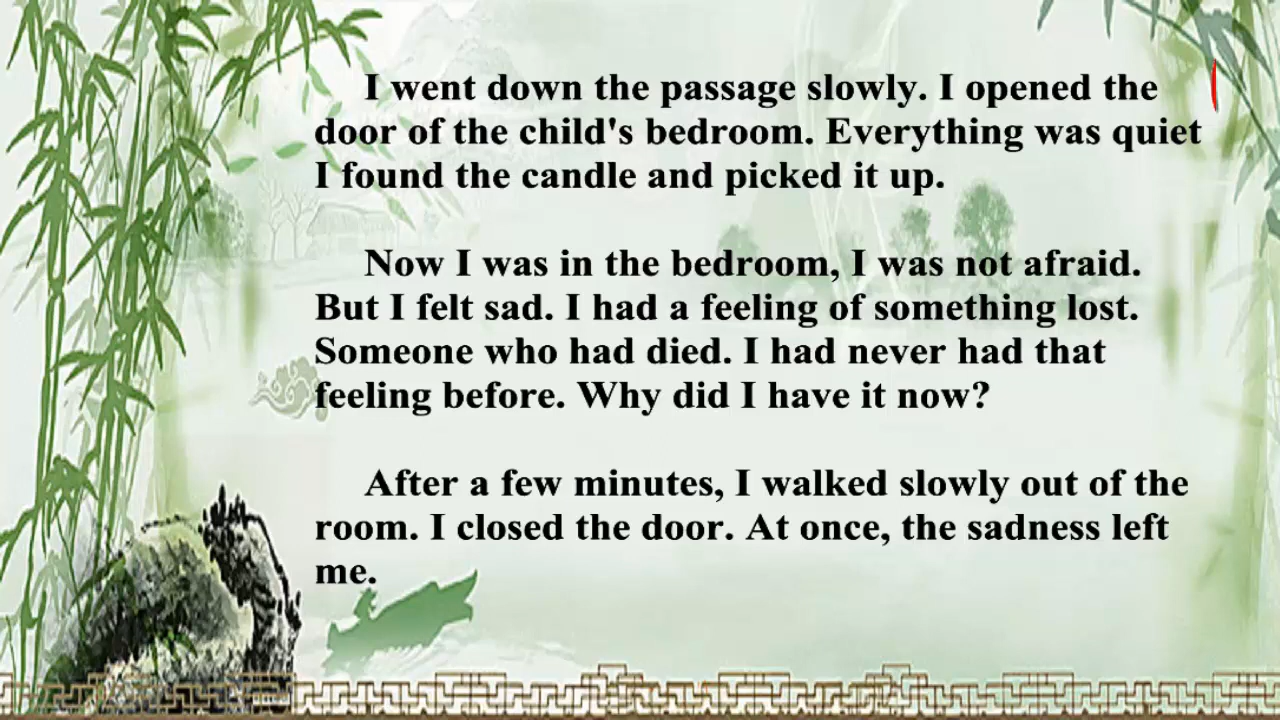 I went down the passage slowly. I opened the
door of the child's bedroom. Everything was quiet
I found the candle and picked it up.
Now I was in the bedroom, I was not afraid.
But I felt sad. I had a feeling of something lost.
Someone who had died. I had never had that
feeling before. Why did I have it now?
After a few minutes, I walked slowly out of the
room. I closed the door. At once, the sadness left
me.